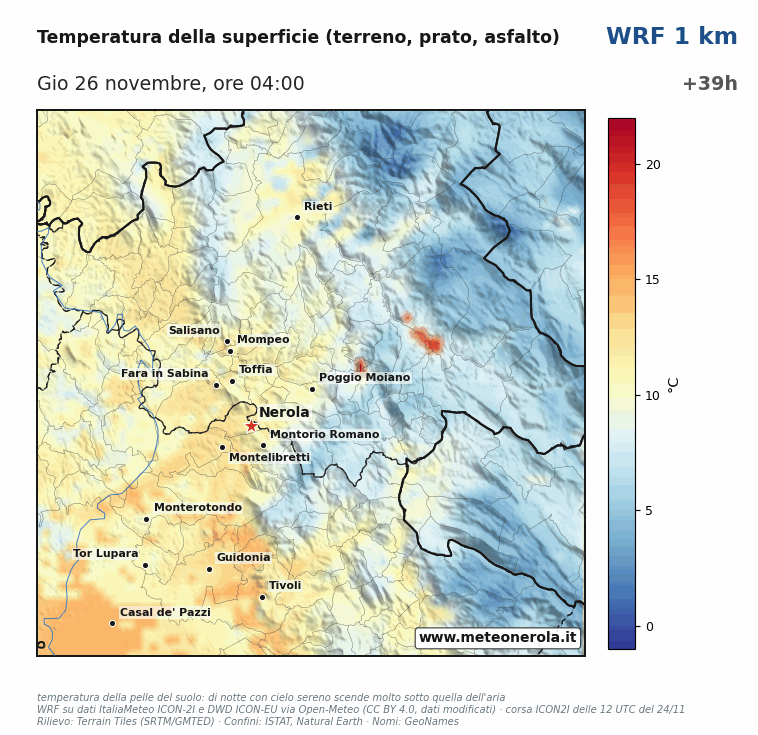 Temperatura della superficie (terreno, prato, asfalto)
WRF 1 km
Gio 26 novembre, ore 04:00
+39h
Rieti
Salisano
Mompeo
Fara in Sabina
Toffia
Poggio Moiano
Nerola
Montorio Romano
Montelibretti
Monterotondo
Tor Lupara
Guidonia
Tivoli
Casal de' Pazzi
www.meteonerola.it
20
15
10
5
0
°C
temperatura della pelle del suolo: di notte con cielo sereno scende molto sotto quella dell'aria
WRF su dati ItaliaMeteo ICON-2I e DWD ICON-EU via Open-Meteo (CC BY 4.0, dati modificati) · corsa ICON2I delle 12 UTC del 24/11
Rilievo: Terrain Tiles (SRTM/GMTED) · Confini: ISTAT, Natural Earth · Nomi: GeoNames